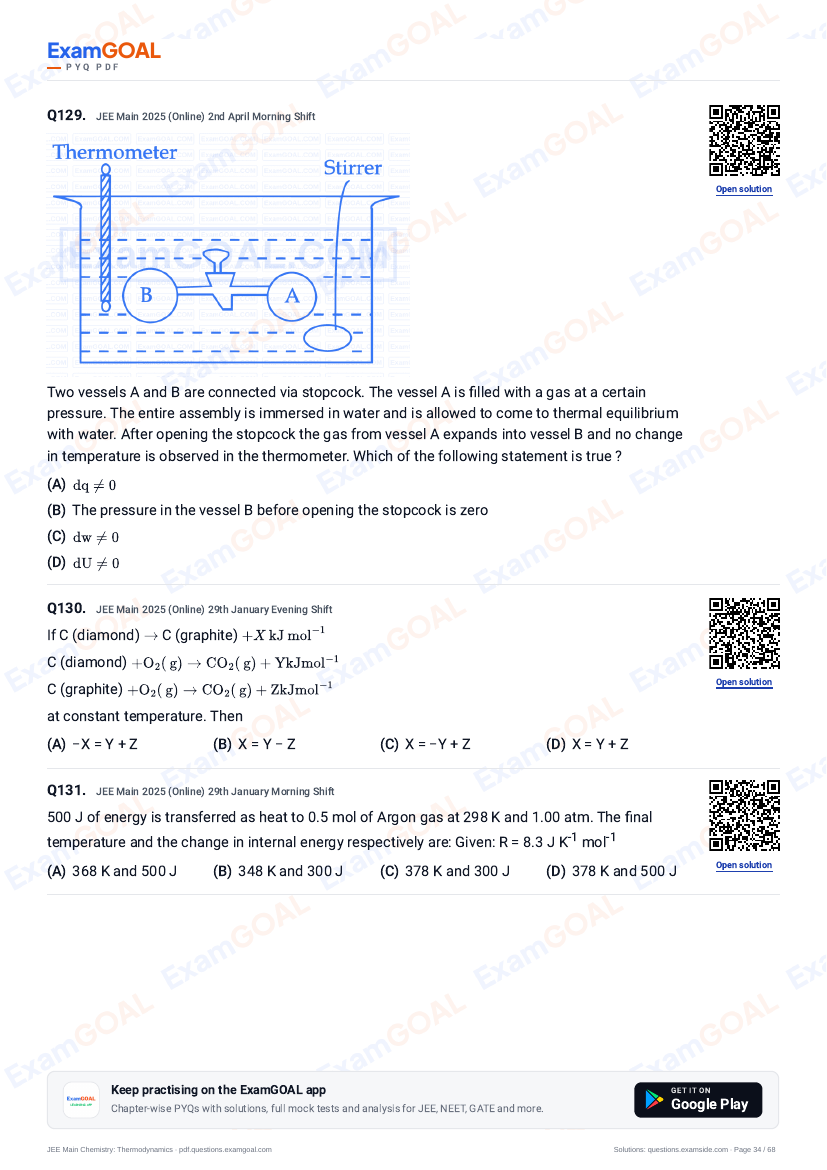 ExamGOAL
PYQ PDF
Q129. JEE Main 2025 (Online) 2nd April Morning Shift
Open solution
Thermometer
Stirrer
ExamGOAL.COM
B
A
Two vessels A and B are connected via stopcock. The vessel A is filled with a gas at a certain
pressure. The entire assembly is immersed in water and is allowed to come to thermal equilibrium
with water. After opening the stopcock the gas from vessel A expands into vessel B and no change
in temperature is observed in the thermometer. Which of the following statement is true ?
(A) dq ≠ 0
(B) The pressure in the vessel B before opening the stopcock is zero
(C) dw ≠ 0
(D) dU ≠ 0
Q130. JEE Main 2025 (Online) 29th January Evening Shift
Open solution
If C (diamond) → C (graphite) +X kJ mol⁻¹
C (diamond) +O₂( g) → CO₂( g) + YkJmol⁻¹
C (graphite) +O₂( g) → CO₂( g) + ZkJmol⁻¹
at constant temperature. Then
(A) −X = Y + Z (B) X = Y − Z (C) X = −Y + Z (D) X = Y + Z
Q131. JEE Main 2025 (Online) 29th January Morning Shift
Open solution
500 J of energy is transferred as heat to 0.5 mol of Argon gas at 298 K and 1.00 atm. The final
temperature and the change in internal energy respectively are: Given: R = 8.3 J K⁻¹ mol⁻¹
(A) 368 K and 500 J (B) 348 K and 300 J (C) 378 K and 300 J (D) 378 K and 500 J
ExamGOAL
Keep practising on the ExamGOAL app
Chapter-wise PYQs with solutions, full mock tests and analysis for JEE, NEET, GATE and more.
GET IT ON
Google Play
JEE Main Chemistry: Thermodynamics · pdf.questions.examgoal.com
Solutions: questions.examside.com · Page 34 / 68